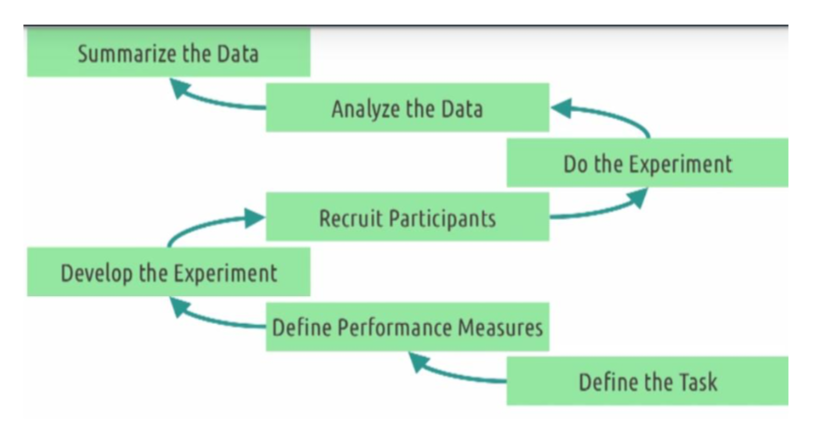 Summarize the Data
Analyze the Data
Do the Experiment
Recruit Participants
Develop the Experiment
Define Performance Measures
Define the Task